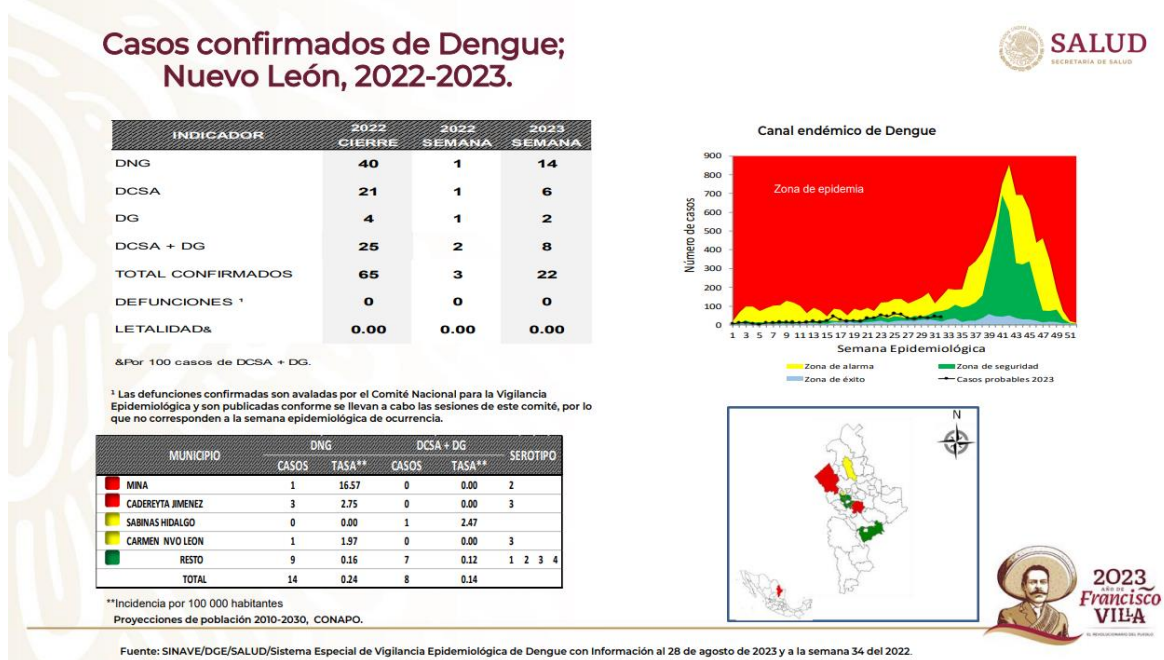 Casos confirmados de Dengue;
Nuevo León, 2022-2023.
SALUD
SECRETARÍA DE SALUD
INDICADOR 2022 CIERRE 2022 SEMANA 2023 SEMANA
DNG 40 1 14
DCSA 21 1 6
DG 4 1 2
DCSA + DG 25 2 8
TOTAL CONFIRMADOS 65 3 22
DEFUNCIONES ¹ 0 0 0
LETALIDAD& 0.00 0.00 0.00
&Por 100 casos de DCSA + DG.
¹ Las defunciones confirmadas son avaladas por el Comité Nacional para la Vigilancia
Epidemiológica y son publicadas conforme se llevan a cabo las sesiones de este comité, por lo
que no corresponden a la semana epidemiológica de ocurrencia.
MUNICIPIO DNG DCSA + DG SEROTIPO
CASOS TASA** CASOS TASA**
MINA 1 16.57 0 0.00 2
CADEREYTA JIMENEZ 3 2.75 0 0.00 3
SABINAS HIDALGO 0 0.00 1 2.47
CARMEN NVO LEON 1 1.97 0 0.00 3
RESTO 9 0.16 7 0.12 1 2 3 4
TOTAL 14 0.24 8 0.14
**Incidencia por 100 000 habitantes
Proyecciones de población 2010-2030, CONAPO.
Canal endémico de Dengue
Número de casos
900
800
700
600
500
400
300
200
100
0
Zona de epidemia
1 3 5 7 9 11 13 15 17 19 21 23 25 27 29 31 33 35 37 39 41 43 45 47 49 51
Semana Epidemiológica
Zona de alarma Zona de seguridad
Zona de éxito Casos probables 2023
N
2023
AÑO DE
Francisco
VILLA
EL REVOLUCIONARIO DEL PUEBLO
Fuente: SINAVE/DGE/SALUD/Sistema Especial de Vigilancia Epidemiológica de Dengue con Información al 28 de agosto de 2023 y a la semana 34 del 2022.